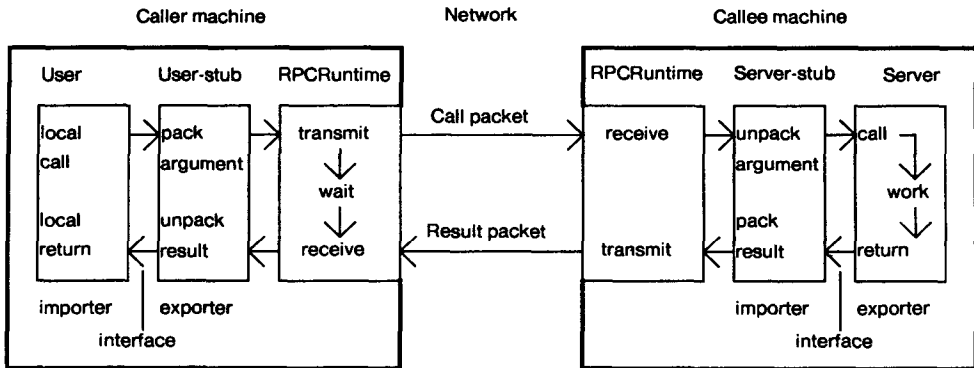 Caller machine
Network
Callee machine
User
User-stub
RPCRuntime
RPCRuntime
Server-stub
Server
local
call
pack
argument
transmit
wait
Call packet
receive
unpack
argument
call
work
local
return
unpack
result
receive
Result packet
transmit
pack
result
return
importer
exporter
interface
importer
exporter
interface